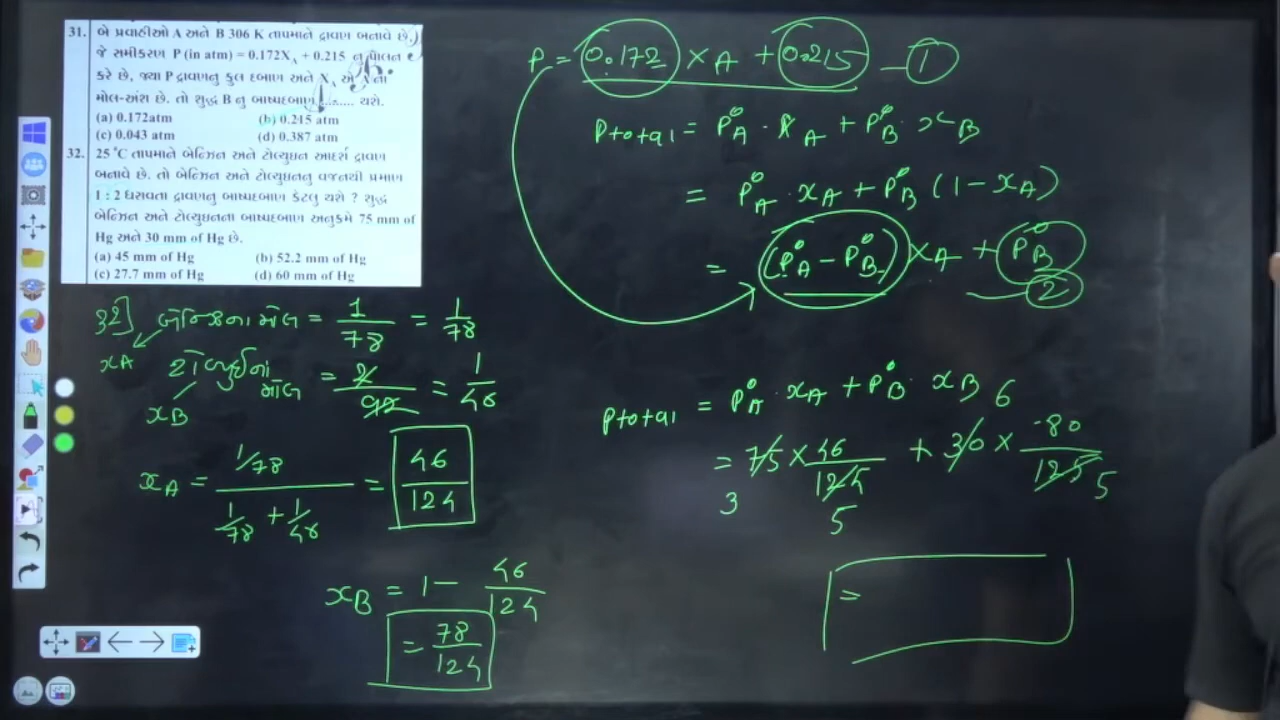 31. બે પ્રવાહીઓ A અને B 306 K તાપમાને દ્રાવણ બનાવે છે.
જે સમીકરણ P (in atm) = 0.172X_A + 0.215 નું પાલન
કરે છે, જ્યાં P દ્રાવણનું કુલ દબાણ અને X_A એ A ના
મોલ-અંશ છે. તો શુદ્ધ B નું બાષ્પદબાણ ........ થશે.
(a) 0.172atm (b) 0.215 atm
(c) 0.043 atm (d) 0.387 atm
32. 25°C તાપમાને બેન્ઝિન અને ટોલ્યુઇન આદર્શ દ્રાવણ
બનાવે છે. તો બેન્ઝિન અને ટોલ્યુઇનનું વજનથી પ્રમાણ
1 : 2 ધરાવતા દ્રાવણનું બાષ્પદબાણ કેટલું થશે ? શુદ્ધ
બેન્ઝિન અને ટોલ્યુઇનના બાષ્પદબાણ અનુક્રમે 75 mm of
Hg અને 30 mm of Hg છે.
(a) 45 mm of Hg (b) 52.2 mm of Hg
(c) 27.7 mm of Hg (d) 60 mm of Hg
P = 0.172 x_A + 0.215 — 1
P total = P°_A · x_A + P°_B · x_B
= P°_A · x_A + P°_B (1 - x_A)
= (P°_A - P°_B) x_A + P°_B
2
32] બેન્ઝિનના મોલ = 1/78 = 1/78
x_A
ટોલ્યુઇનના મોલ = 2/92 = 1/46
x_B
x_A = (1/78)/(1/78 + 1/46) = 46/124
x_B = 1 - 46/124
= 78/124
P total = P°_A · x_A + P°_B · x_B
= 75 × 46/125 + 30 × 80/125
3 5 6 5
=